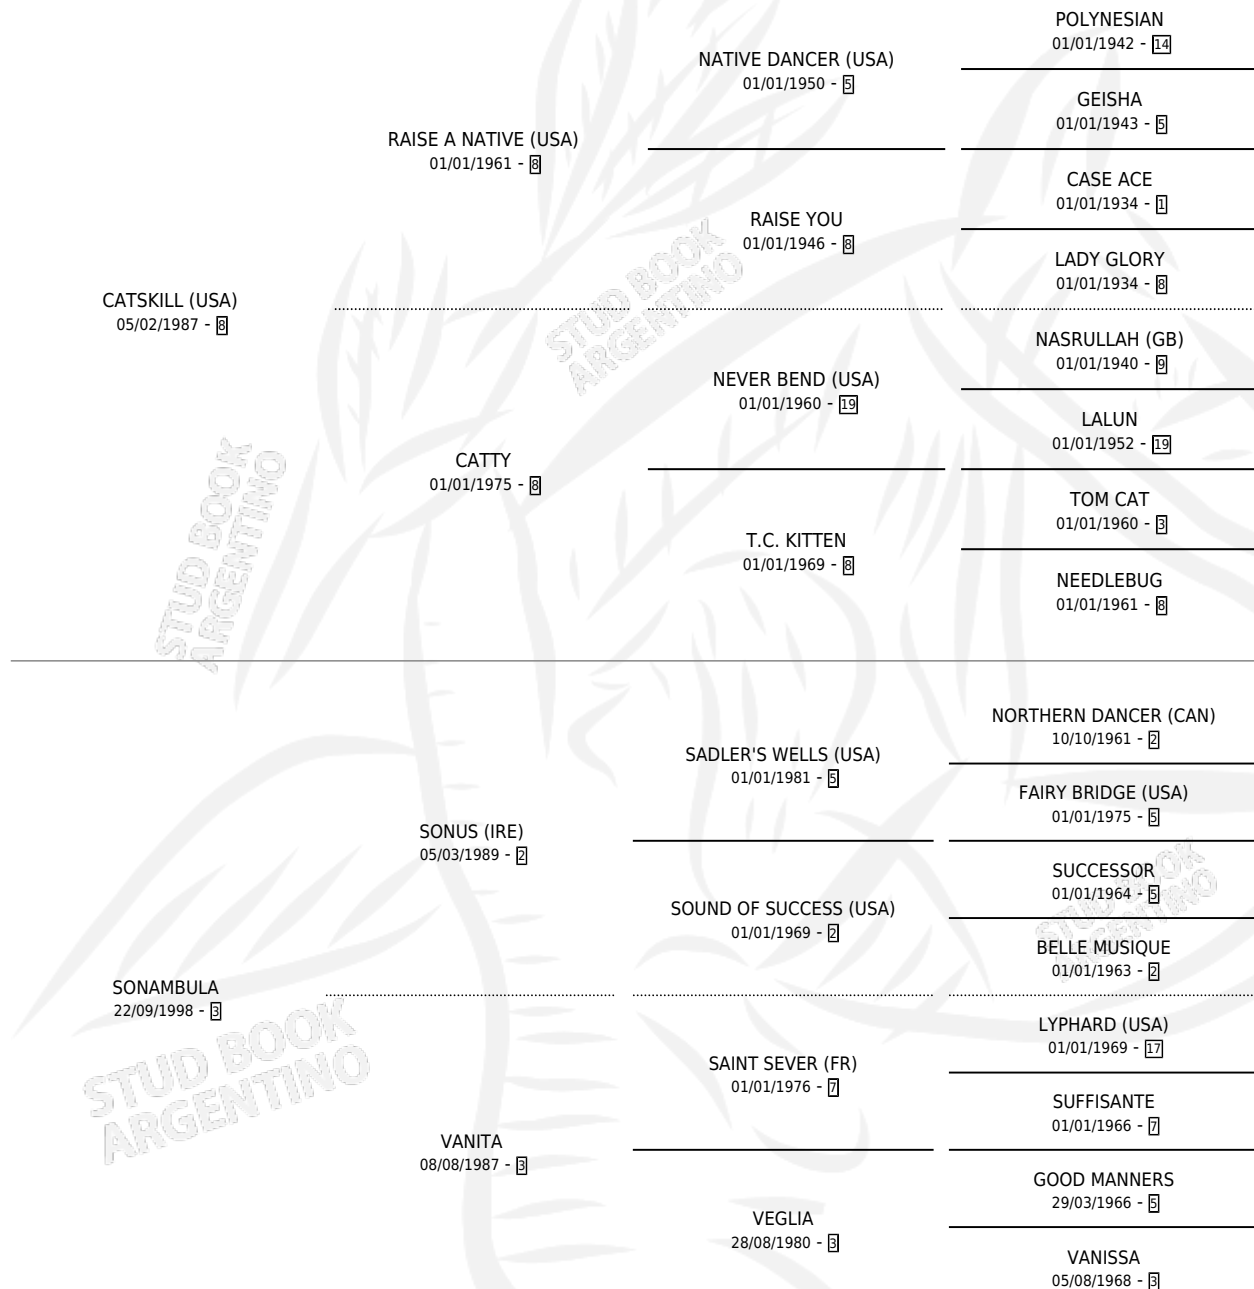 POLYNESIAN
01/01/1942 - 14
NATIVE DANCER (USA)
01/01/1950 - 5
GEISHA
01/01/1943 - 5
RAISE A NATIVE (USA)
01/01/1961 - 8
CASE ACE
01/01/1934 - 1
RAISE YOU
01/01/1946 - 8
LADY GLORY
01/01/1934 - 8
CATSKILL (USA)
05/02/1987 - 8
NASRULLAH (GB)
01/01/1940 - 9
NEVER BEND (USA)
01/01/1960 - 19
LALUN
01/01/1952 - 19
CATTY
01/01/1975 - 8
TOM CAT
01/01/1960 - 3
T.C. KITTEN
01/01/1969 - 8
NEEDLEBUG
01/01/1961 - 8
NORTHERN DANCER (CAN)
10/10/1961 - 2
SADLER'S WELLS (USA)
01/01/1981 - 5
FAIRY BRIDGE (USA)
01/01/1975 - 5
SONUS (IRE)
05/03/1989 - 2
SUCCESSOR
01/01/1964 - 5
SOUND OF SUCCESS (USA)
01/01/1969 - 2
BELLE MUSIQUE
01/01/1963 - 2
SONAMBULA
22/09/1998 - 3
LYPHARD (USA)
01/01/1969 - 17
SAINT SEVER (FR)
01/01/1976 - 7
SUFFISANTE
01/01/1966 - 7
VANITA
08/08/1987 - 3
GOOD MANNERS
29/03/1966 - 5
VEGLIA
28/08/1980 - 3
VANISSA
05/08/1968 - 3
STUD BOOK
ARGENTINO
STUD BOOK
ARGENTINO
STUD BOOK
ARGENTINO
STUD BOOK
ARGENTINO